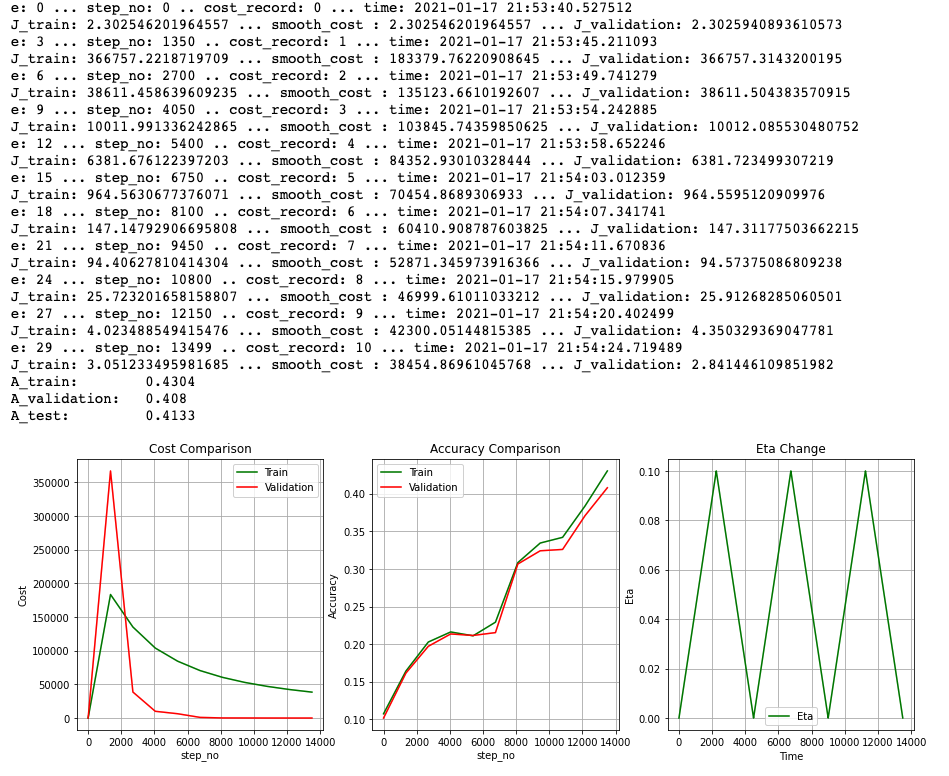 e: 0 ... step_no: 0 .. cost_record: 0 ... time: 2021-01-17 21:53:40.527512
J_train: 2.302546201964557 ... smooth_cost : 2.302546201964557 ... J_validation: 2.3025940893610573
e: 3 ... step_no: 1350 .. cost_record: 1 ... time: 2021-01-17 21:53:45.211093
J_train: 366757.2218719709 ... smooth_cost : 183379.76220908645 ... J_validation: 366757.3143200195
e: 6 ... step_no: 2700 .. cost_record: 2 ... time: 2021-01-17 21:53:49.741279
J_train: 38611.458639609235 ... smooth_cost : 135123.6610192607 ... J_validation: 38611.504383570915
e: 9 ... step_no: 4050 .. cost_record: 3 ... time: 2021-01-17 21:53:54.242885
J_train: 10011.991336242865 ... smooth_cost : 103845.74359850625 ... J_validation: 10012.085530480752
e: 12 ... step_no: 5400 .. cost_record: 4 ... time: 2021-01-17 21:53:58.652246
J_train: 6381.676122397203 ... smooth_cost : 84352.93010328444 ... J_validation: 6381.723499307219
e: 15 ... step_no: 6750 .. cost_record: 5 ... time: 2021-01-17 21:54:03.012359
J_train: 964.5630677376071 ... smooth_cost : 70454.8689306933 ... J_validation: 964.5595120909976
e: 18 ... step_no: 8100 .. cost_record: 6 ... time: 2021-01-17 21:54:07.341741
J_train: 147.14792906695808 ... smooth_cost : 60410.908787603825 ... J_validation: 147.31177503662215
e: 21 ... step_no: 9450 .. cost_record: 7 ... time: 2021-01-17 21:54:11.670836
J_train: 94.40627810414304 ... smooth_cost : 52871.345973916366 ... J_validation: 94.57375086809238
e: 24 ... step_no: 10800 .. cost_record: 8 ... time: 2021-01-17 21:54:15.979905
J_train: 25.723201658158807 ... smooth_cost : 46999.61011033212 ... J_validation: 25.91268285060501
e: 27 ... step_no: 12150 .. cost_record: 9 ... time: 2021-01-17 21:54:20.402499
J_train: 4.023488549415476 ... smooth_cost : 42300.05144815385 ... J_validation: 4.350329369047781
e: 29 ... step_no: 13499 .. cost_record: 10 ... time: 2021-01-17 21:54:24.719489
J_train: 3.051233495981685 ... smooth_cost : 38454.86961045768 ... J_validation: 2.841446109851982
A_train: 0.4304
A_validation: 0.408
A_test: 0.4133
Cost Comparison
Train
Validation
350000
300000
250000
200000
150000
100000
50000
0
Cost
0 2000 4000 6000 8000 10000 12000 14000
step_no
Accuracy Comparison
Train
Validation
0.40
0.35
0.30
0.25
0.20
0.15
0.10
Accuracy
0 2000 4000 6000 8000 10000 12000 14000
step_no
Eta Change
0.10
0.08
0.06
0.04
0.02
0.00
Eta
Eta
0 2000 4000 6000 8000 10000 12000 14000
Time